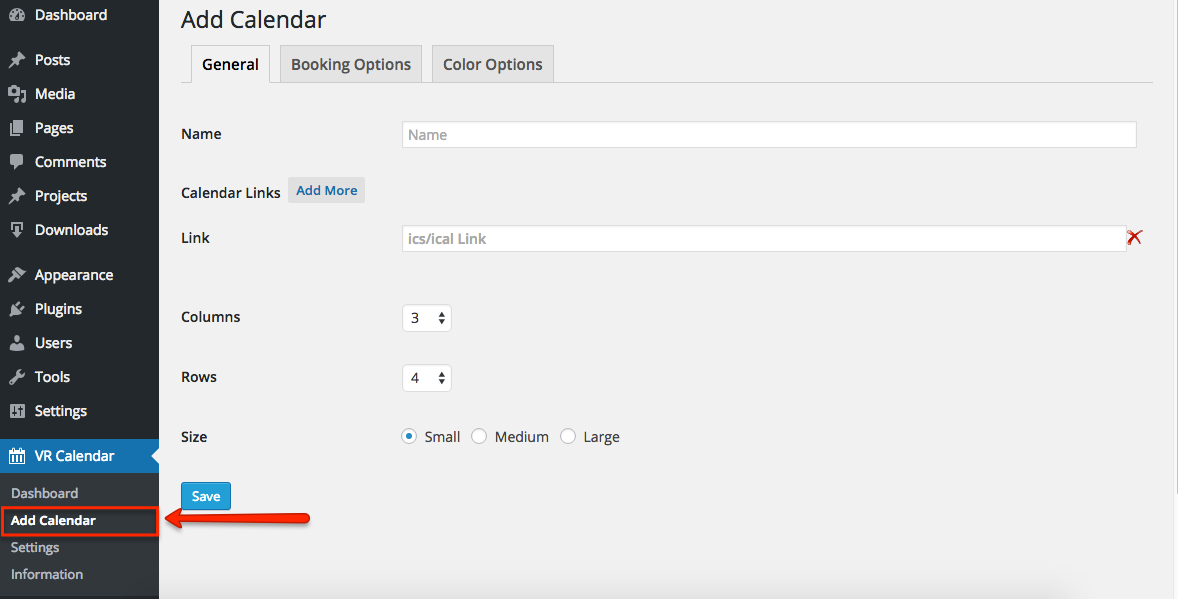 Dashboard
Posts
Media
Pages
Comments
Projects
Downloads
Appearance
Plugins
Users
Tools
Settings
VR Calendar
Dashboard
Add Calendar
Settings
Information
Add Calendar
General Booking Options Color Options
Name Name
Calendar Links Add More
Link ics/ical Link
Columns 3
Rows 4
Size Small Medium Large
Save